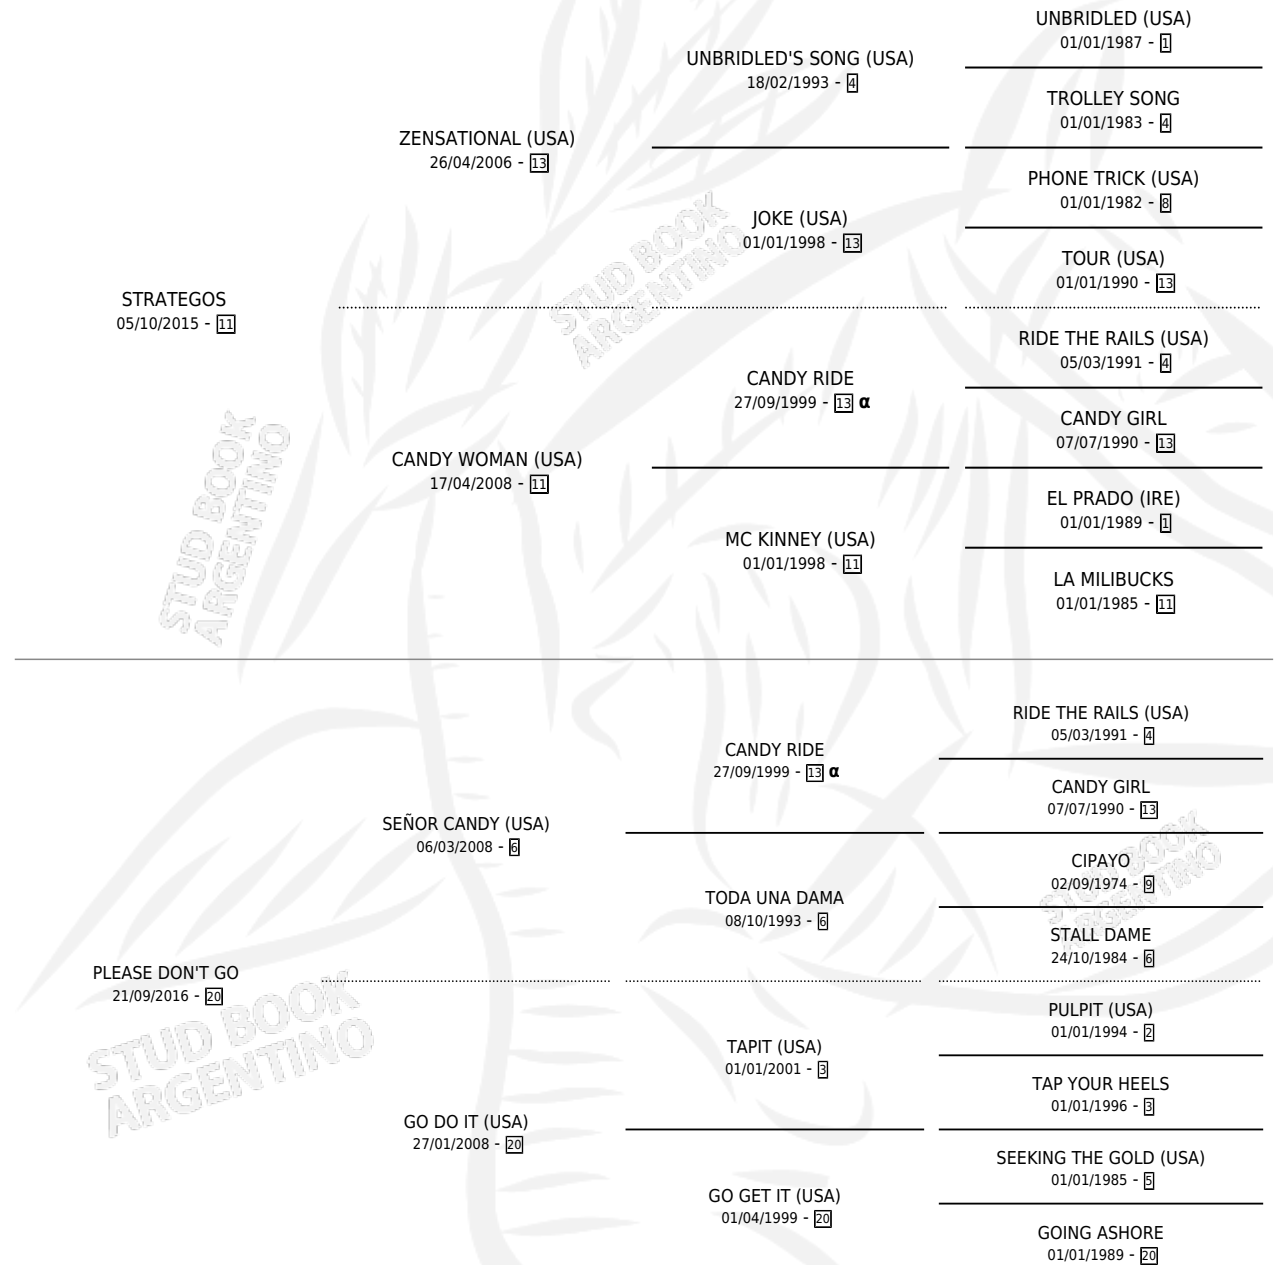 UNBRIDLED (USA)
01/01/1987 - 1
UNBRIDLED'S SONG (USA)
18/02/1993 - 4
TROLLEY SONG
01/01/1983 - 4
ZENSATIONAL (USA)
26/04/2006 - 13
PHONE TRICK (USA)
01/01/1982 - 8
JOKE (USA)
01/01/1998 - 13
TOUR (USA)
01/01/1990 - 13
STRATEGOS
05/10/2015 - 11
RIDE THE RAILS (USA)
05/03/1991 - 4
CANDY RIDE
27/09/1999 - 13 α
CANDY GIRL
07/07/1990 - 13
CANDY WOMAN (USA)
17/04/2008 - 11
EL PRADO (IRE)
01/01/1989 - 1
MC KINNEY (USA)
01/01/1998 - 11
LA MILIBUCKS
01/01/1985 - 11
RIDE THE RAILS (USA)
05/03/1991 - 4
CANDY RIDE
27/09/1999 - 13 α
CANDY GIRL
07/07/1990 - 13
SEÑOR CANDY (USA)
06/03/2008 - 6
CIPAYO
02/09/1974 - 9
TODA UNA DAMA
08/10/1993 - 6
STALL DAME
24/10/1984 - 6
PLEASE DON'T GO
21/09/2016 - 20
PULPIT (USA)
01/01/1994 - 2
TAPIT (USA)
01/01/2001 - 3
TAP YOUR HEELS
01/01/1996 - 3
GO DO IT (USA)
27/01/2008 - 20
SEEKING THE GOLD (USA)
01/01/1985 - 5
GO GET IT (USA)
01/04/1999 - 20
GOING ASHORE
01/01/1989 - 20
STUD BOOK
ARGENTINO
STUD BOOK
ARGENTINO
STUD BOOK
ARGENTINO
STUD BOOK
ARGENTINO